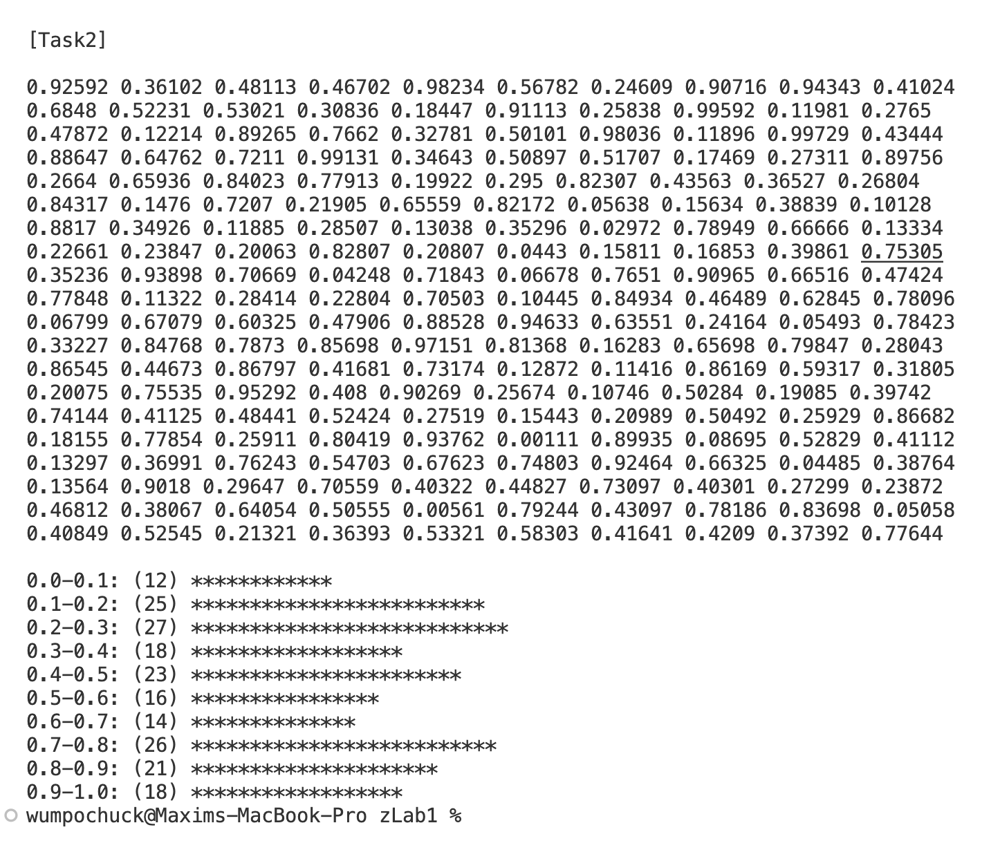 [Task2]
0.92592 0.36102 0.48113 0.46702 0.98234 0.56782 0.24609 0.90716 0.94343 0.41024
0.6848 0.52231 0.53021 0.30836 0.18447 0.91113 0.25838 0.99592 0.11981 0.2765
0.47872 0.12214 0.89265 0.7662 0.32781 0.50101 0.98036 0.11896 0.99729 0.43444
0.88647 0.64762 0.7211 0.99131 0.34643 0.50897 0.51707 0.17469 0.27311 0.89756
0.2664 0.65936 0.84023 0.77913 0.19922 0.295 0.82307 0.43563 0.36527 0.26804
0.84317 0.1476 0.7207 0.21905 0.65559 0.82172 0.05638 0.15634 0.38839 0.10128
0.8817 0.34926 0.11885 0.28507 0.13038 0.35296 0.02972 0.78949 0.66666 0.13334
0.22661 0.23847 0.20063 0.82807 0.20807 0.0443 0.15811 0.16853 0.39861 0.75305
0.35236 0.93898 0.70669 0.04248 0.71843 0.06678 0.7651 0.90965 0.66516 0.47424
0.77848 0.11322 0.28414 0.22804 0.70503 0.10445 0.84934 0.46489 0.62845 0.78096
0.06799 0.67079 0.60325 0.47906 0.88528 0.94633 0.63551 0.24164 0.05493 0.78423
0.33227 0.84768 0.7873 0.85698 0.97151 0.81368 0.16283 0.65698 0.79847 0.28043
0.86545 0.44673 0.86797 0.41681 0.73174 0.12872 0.11416 0.86169 0.59317 0.31805
0.20075 0.75535 0.95292 0.408 0.90269 0.25674 0.10746 0.50284 0.19085 0.39742
0.74144 0.41125 0.48441 0.52424 0.27519 0.15443 0.20989 0.50492 0.25929 0.86682
0.18155 0.77854 0.25911 0.80419 0.93762 0.00111 0.89935 0.08695 0.52829 0.41112
0.13297 0.36991 0.76243 0.54703 0.67623 0.74803 0.92464 0.66325 0.04485 0.38764
0.13564 0.9018 0.29647 0.70559 0.40322 0.44827 0.73097 0.40301 0.27299 0.23872
0.46812 0.38067 0.64054 0.50555 0.00561 0.79244 0.43097 0.78186 0.83698 0.05058
0.40849 0.52545 0.21321 0.36393 0.53321 0.58303 0.41641 0.4209 0.37392 0.77644
0.0-0.1: (12) ************
0.1-0.2: (25) *************************
0.2-0.3: (27) ***************************
0.3-0.4: (18) ******************
0.4-0.5: (23) ***********************
0.5-0.6: (16) ****************
0.6-0.7: (14) **************
0.7-0.8: (26) **************************
0.8-0.9: (21) *********************
0.9-1.0: (18) ******************
wumpochuck@Maxims-MacBook-Pro zLab1 %